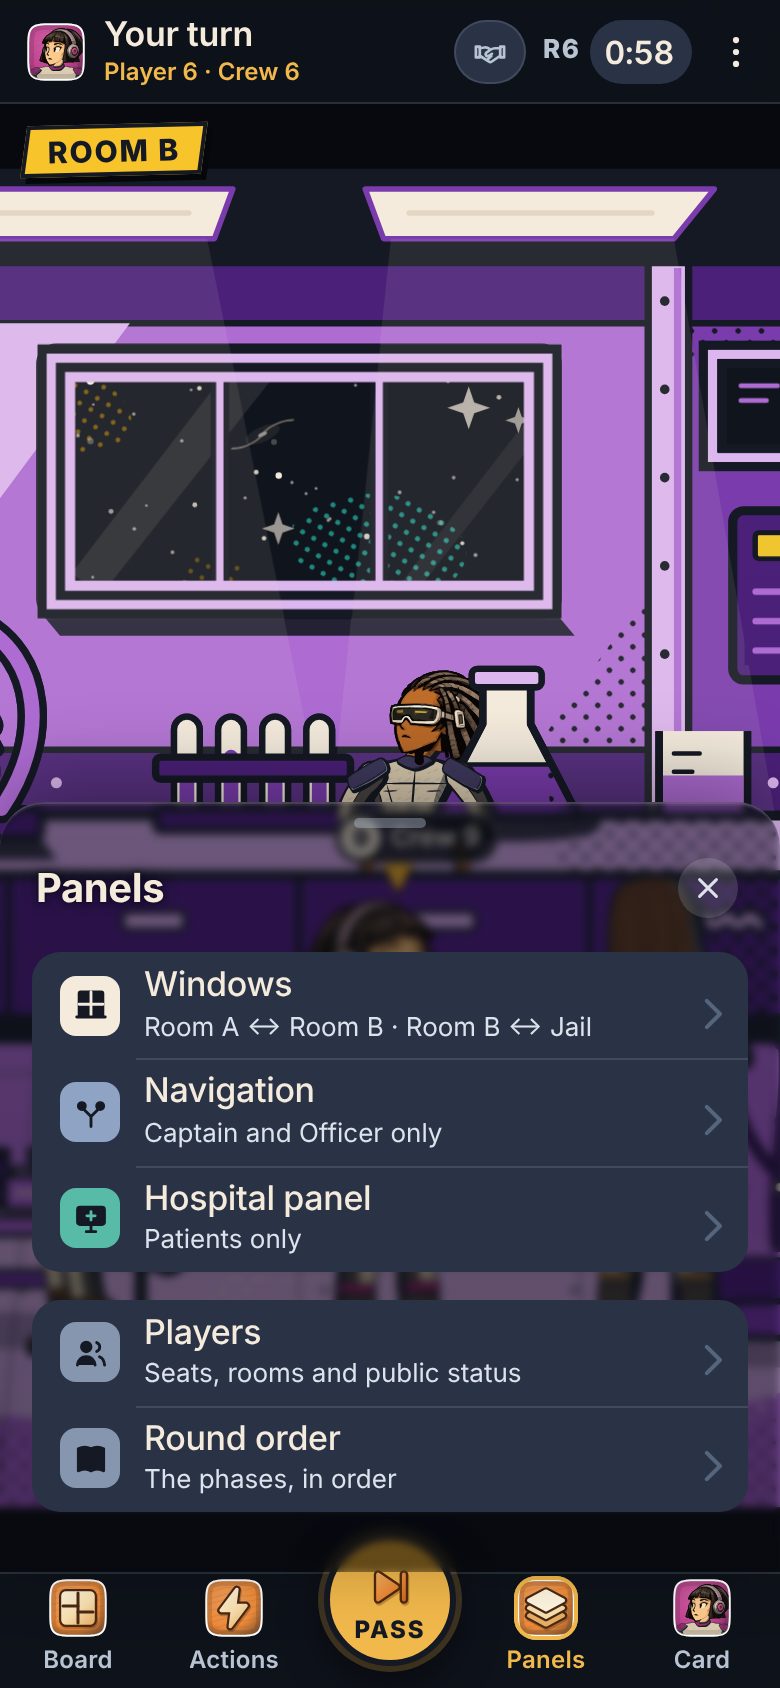 Your turn
Player 6 · Crew 6
R6
0:58
ROOM B
Panels
Windows
Room A ↔ Room B · Room B ↔ Jail
Navigation
Captain and Officer only
Hospital panel
Patients only
Players
Seats, rooms and public status
Round order
The phases, in order
PASS
Board
Actions
Panels
Card